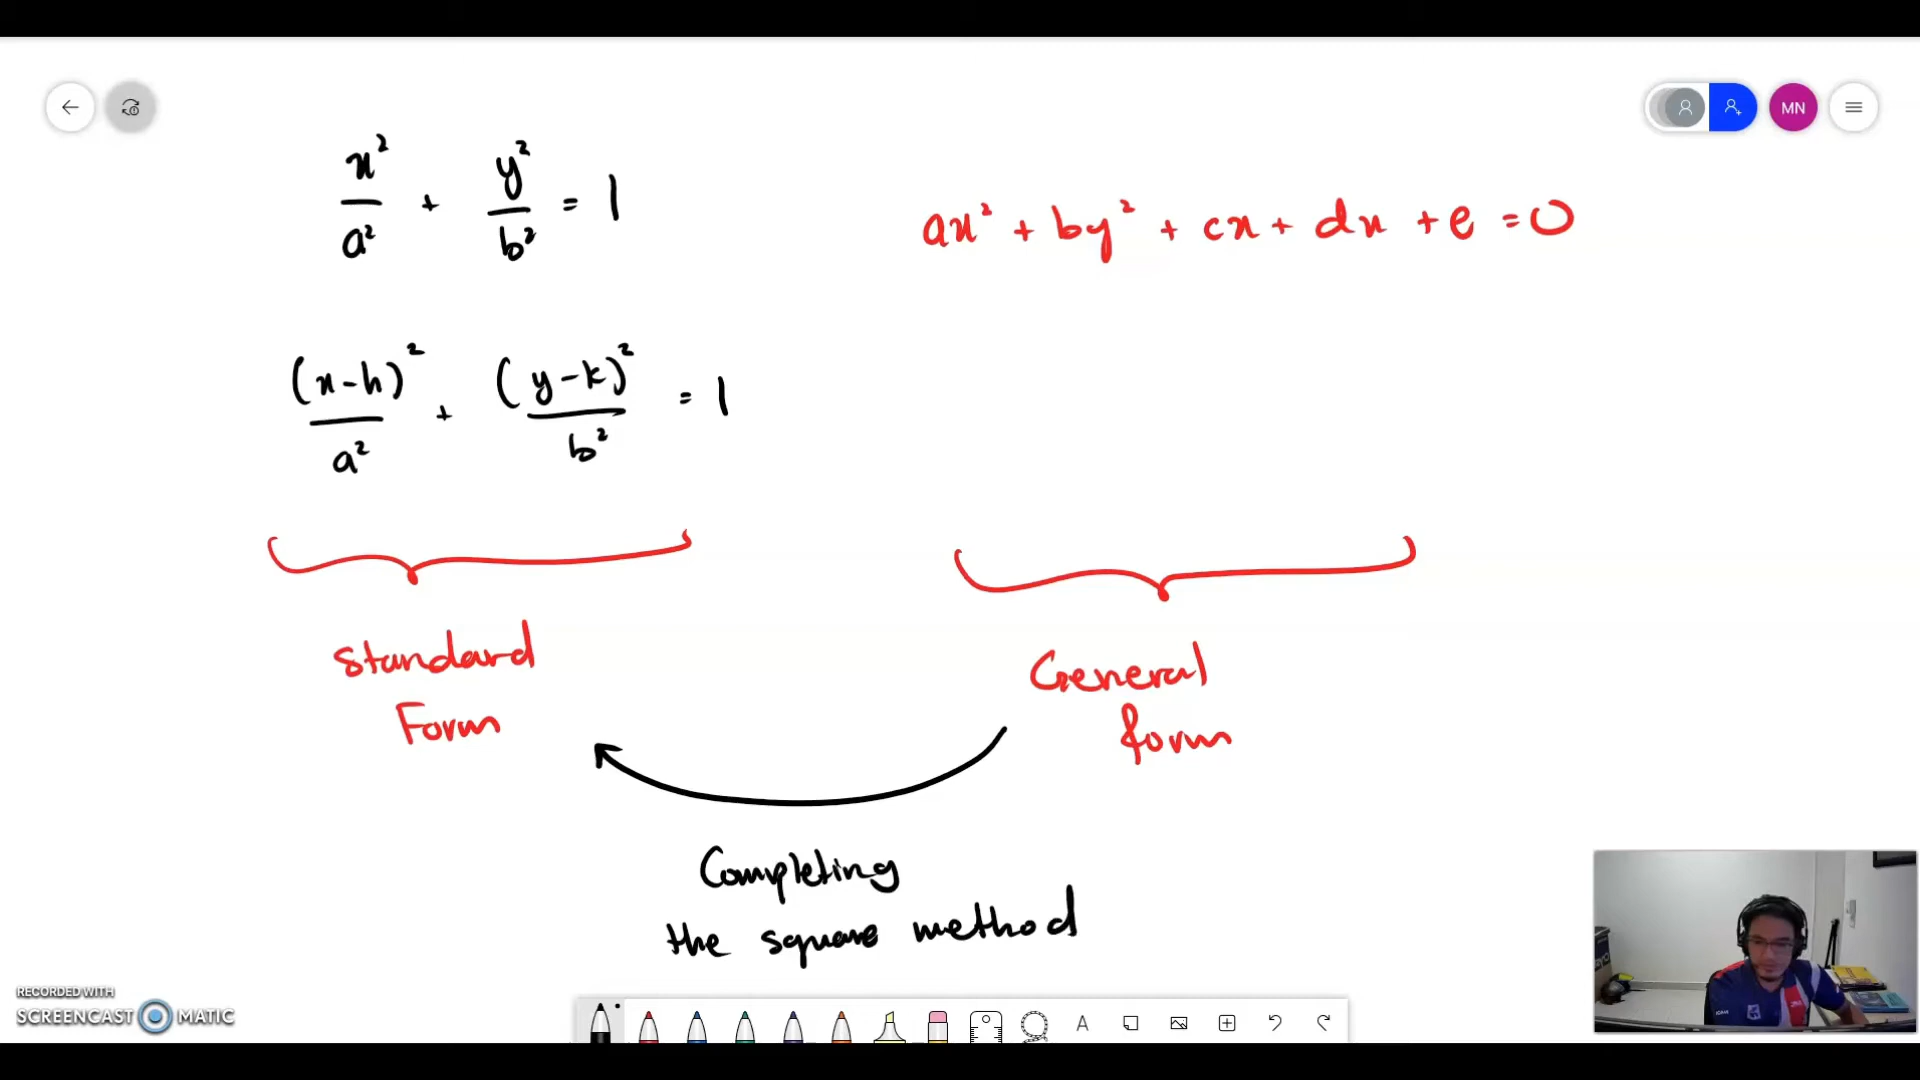 MN
x²/a² + y²/b² = 1
ax² + by² + cx + dx + e = 0
(x-h)²/a² + (y-k)²/b² = 1
Standard
Form
General
form
Completing
the square method
RECORDED WITH
SCREENCAST MATIC
A